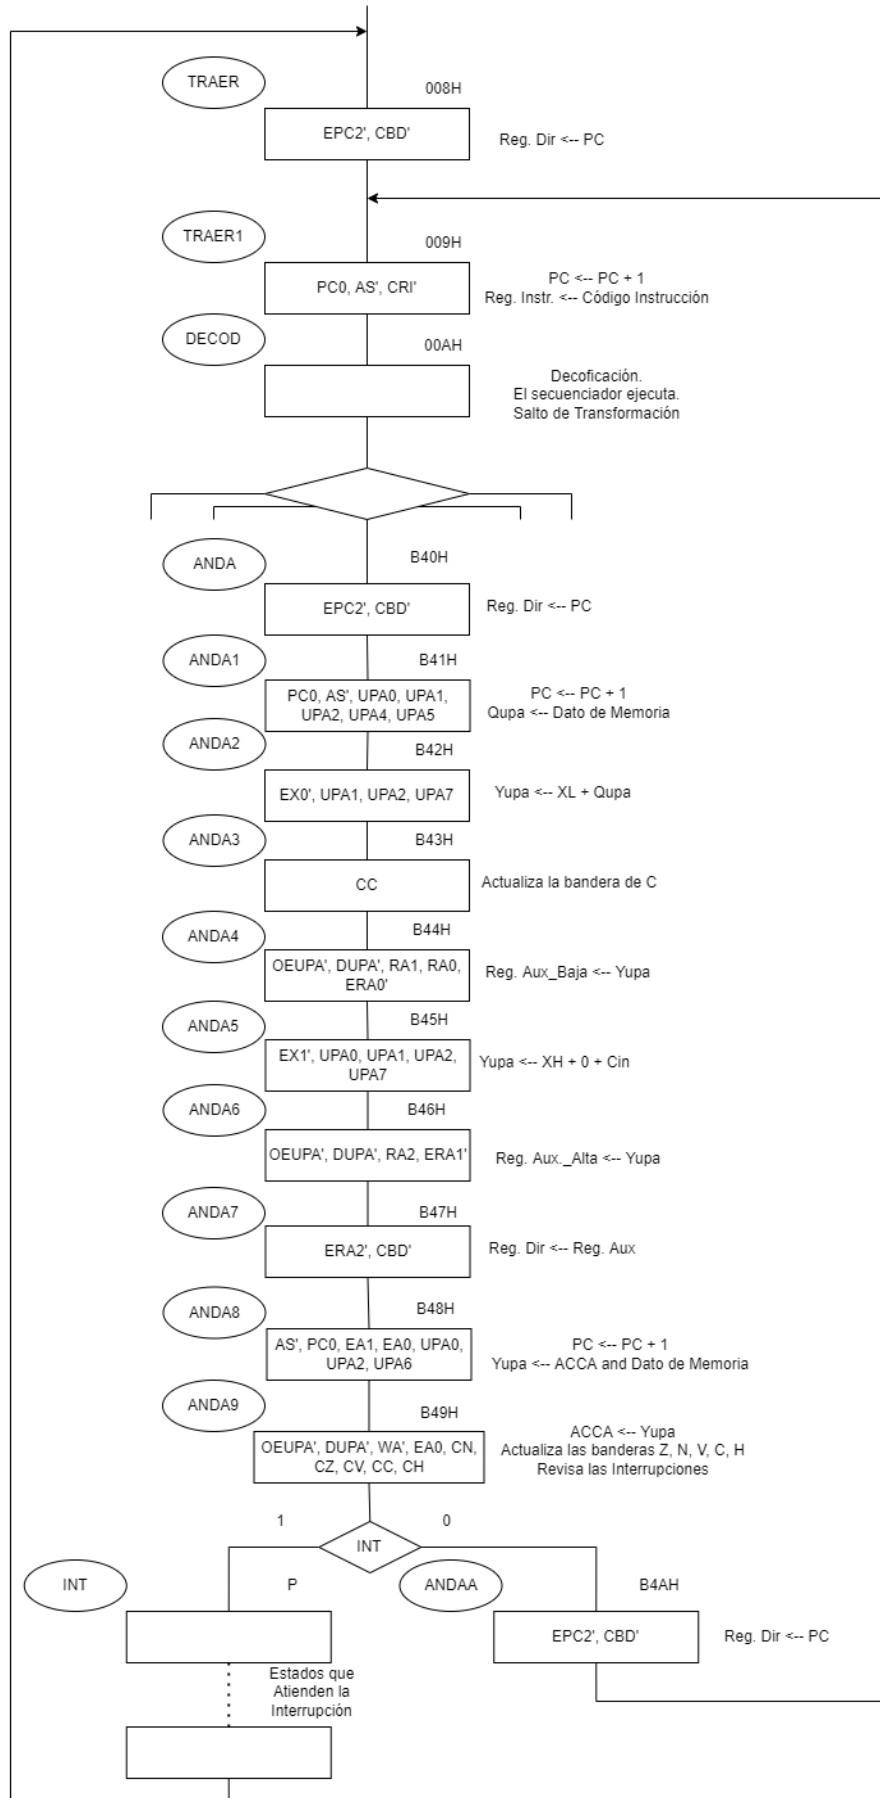 TRAER
008H
EPC2', CBD'
Reg. Dir <-- PC
TRAER1
009H
PC0, AS', CRI'
PC <-- PC + 1
Reg. Instr. <-- Código Instrucción
DECOD
00AH
Decoficación.
El secuenciador ejecuta.
Salto de Transformación
ANDA
B40H
EPC2', CBD'
Reg. Dir <-- PC
ANDA1
B41H
PC0, AS', UPA0, UPA1,
UPA2, UPA4, UPA5
PC <-- PC + 1
Qupa <-- Dato de Memoria
ANDA2
B42H
EX0', UPA1, UPA2, UPA7
Yupa <-- XL + Qupa
ANDA3
B43H
CC
Actualiza la bandera de C
ANDA4
B44H
OEUPA', DUPA', RA1, RA0,
ERA0'
Reg. Aux_Baja <-- Yupa
ANDA5
B45H
EX1', UPA0, UPA1, UPA2,
UPA7
Yupa <-- XH + 0 + Cin
ANDA6
B46H
OEUPA', DUPA', RA2, ERA1'
Reg. Aux._Alta <-- Yupa
ANDA7
B47H
ERA2', CBD'
Reg. Dir <-- Reg. Aux
ANDA8
B48H
AS', PC0, EA1, EA0, UPA0,
UPA2, UPA6
PC <-- PC + 1
Yupa <-- ACCA and Dato de Memoria
ANDA9
B49H
OEUPA', DUPA', WA', EA0, CN,
CZ, CV, CC, CH
ACCA <-- Yupa
Actualiza las banderas Z, N, V, C, H
Revisa las Interrupciones
1
0
INT
INT
P
ANDAA
B4AH
EPC2', CBD'
Reg. Dir <-- PC
Estados que
Atienden la
Interrupción